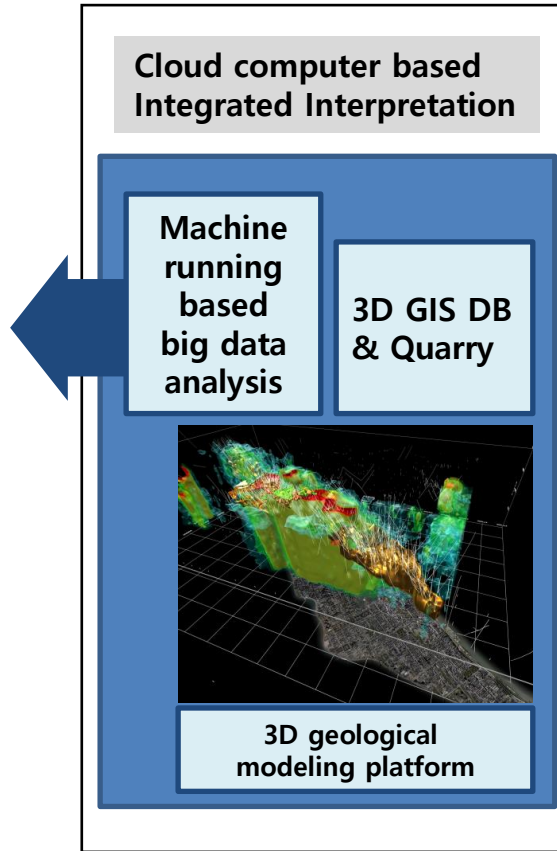 Cloud computer based
Integrated Interpretation
Machine
running
based
big data
analysis
3D GIS DB
& Quarry
3D geological
modeling platform